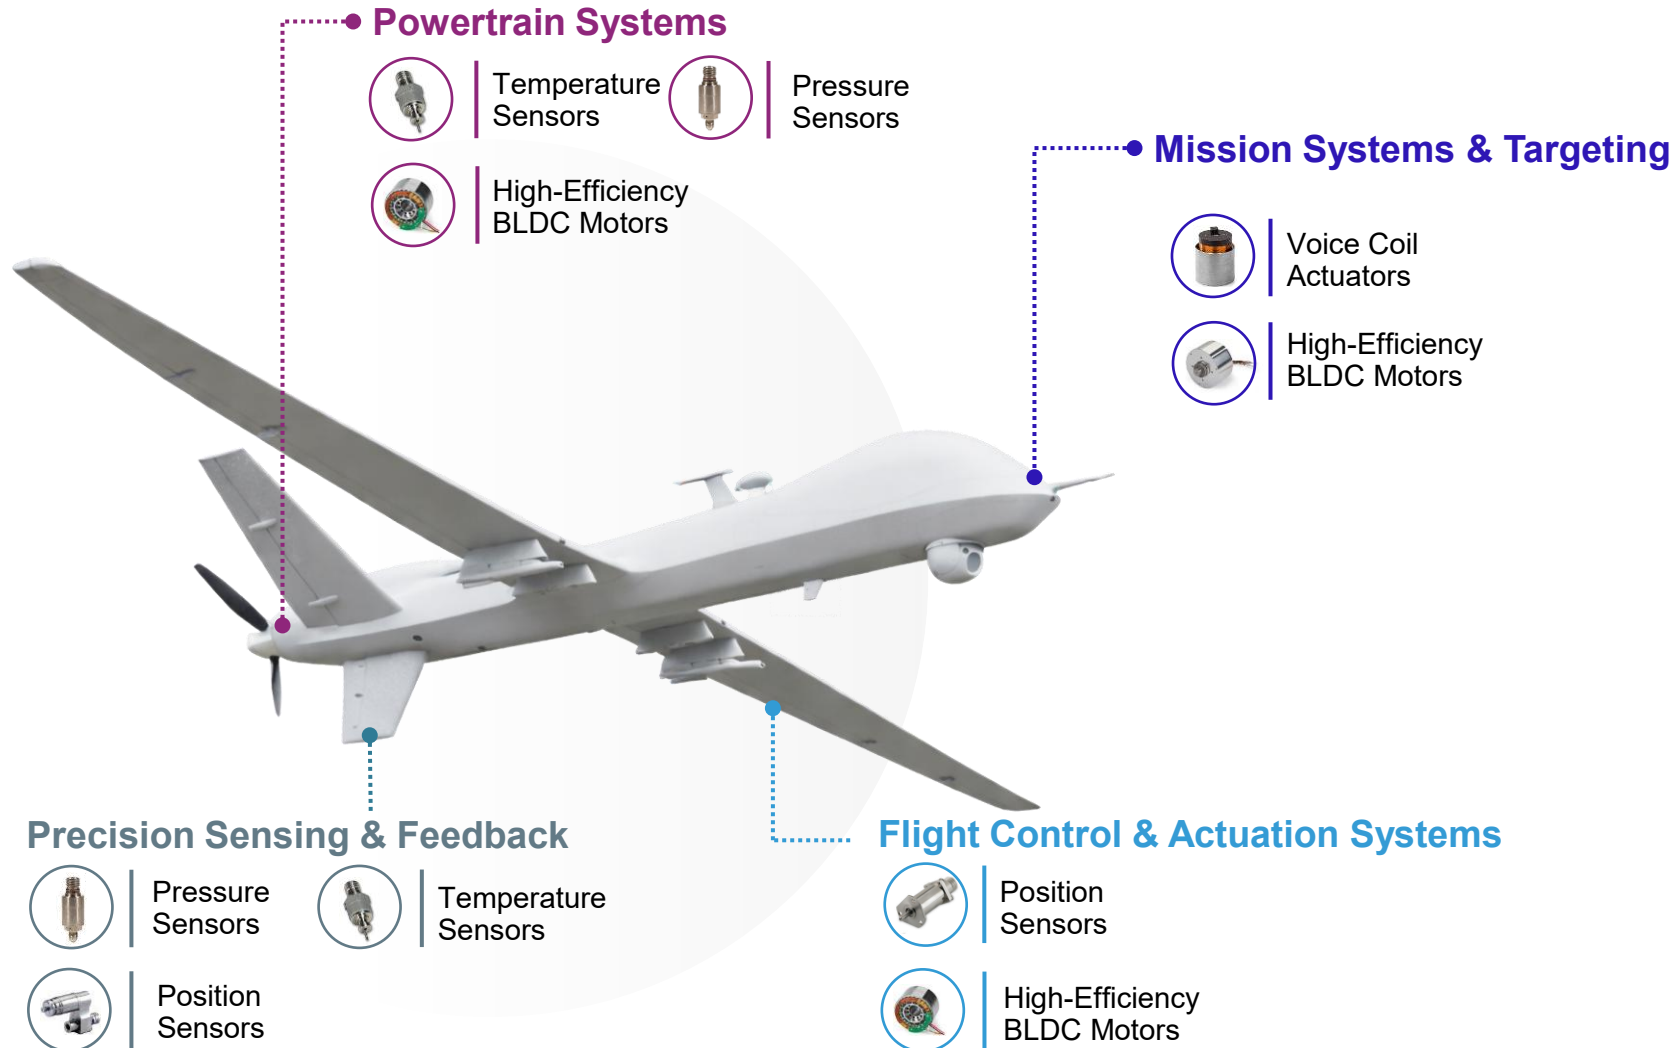 Powertrain Systems
Temperature
Sensors
Pressure
Sensors
High-Efficiency
BLDC Motors
Mission Systems & Targeting
Voice Coil
Actuators
High-Efficiency
BLDC Motors
Precision Sensing & Feedback
Pressure
Sensors
Temperature
Sensors
Position
Sensors
Flight Control & Actuation Systems
Position
Sensors
High-Efficiency
BLDC Motors